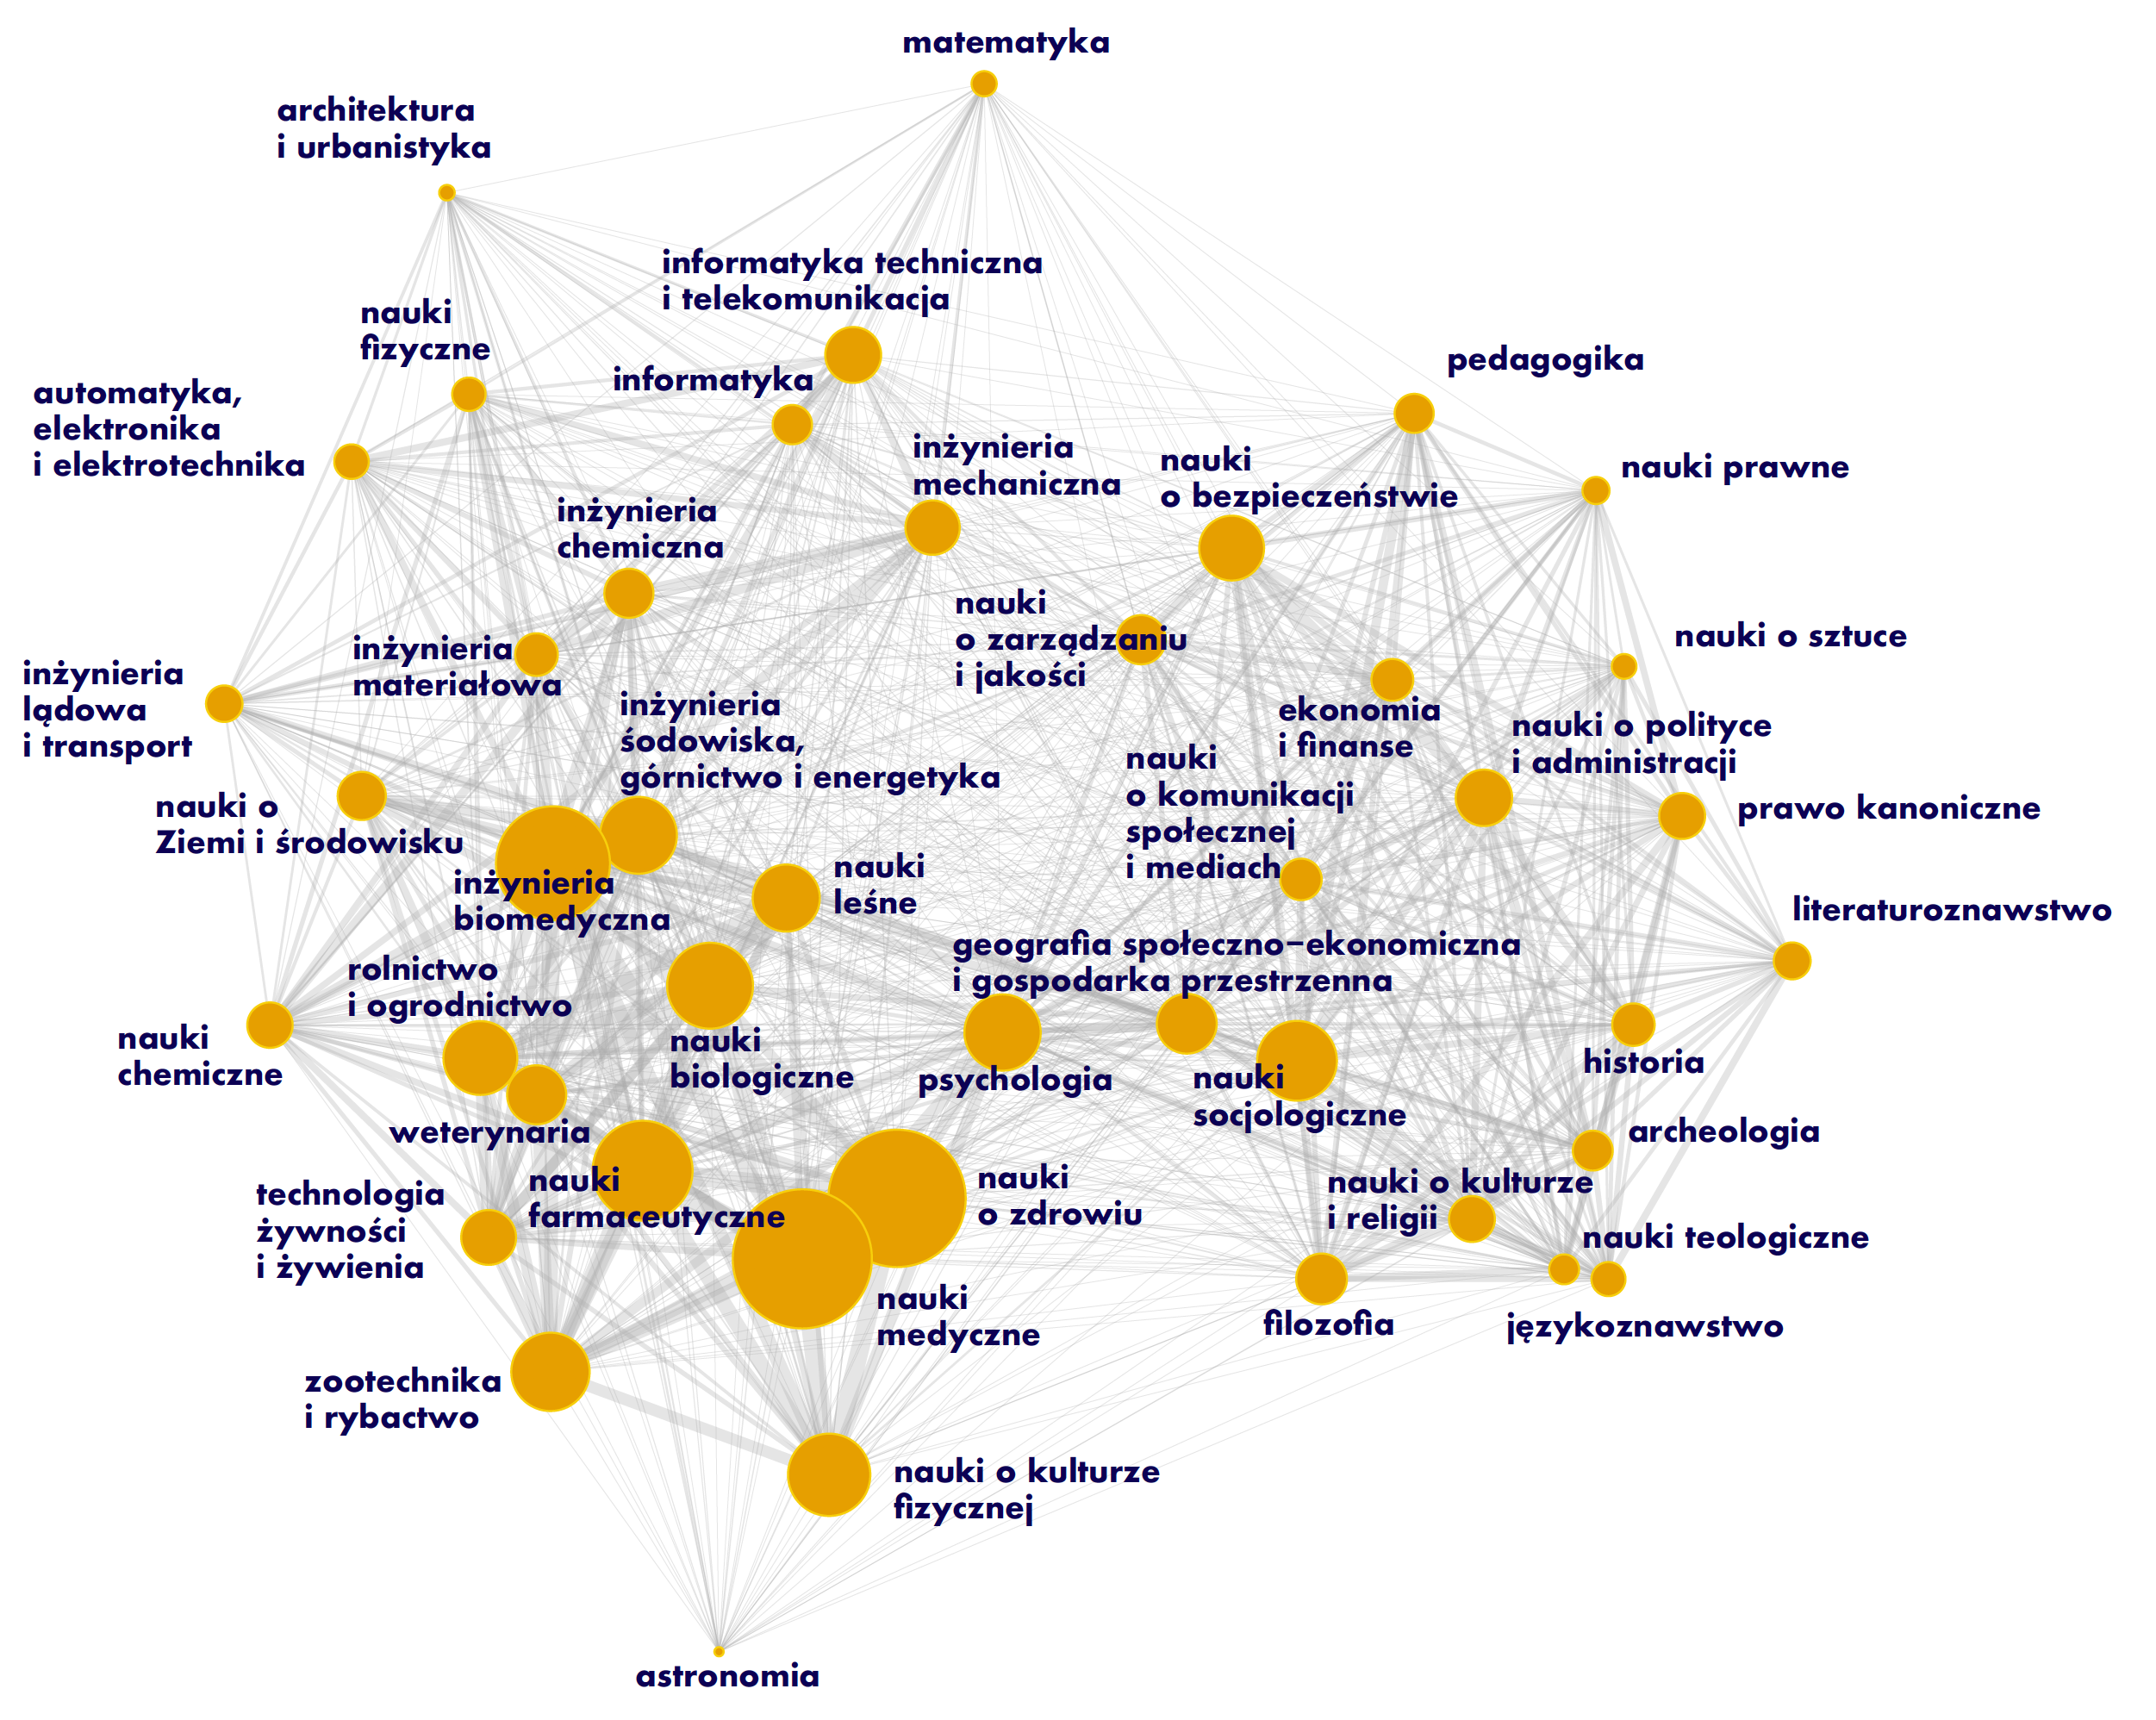 matematyka
architektura
i urbanistyka
informatyka techniczna
i telekomunikacja
nauki
fizyczne
informatyka
pedagogika
automatyka,
elektronika
i elektrotechnika
inżynieria
mechaniczna
nauki
o bezpieczeństwie
nauki prawne
inżynieria
chemiczna
nauki
o zarządzaniu
i jakości
nauki o sztuce
inżynieria
materiałowa
inżynieria
lądowa
i transport
inżynieria
śodowiska,
górnictwo i energetyka
ekonomia
i finanse
nauki o polityce
i administracji
nauki
o komunikacji
społecznej
i mediach
prawo kanoniczne
nauki o
Ziemi i środowisku
inżynieria
biomedyczna
nauki
leśne
literaturoznawstwo
geografia społeczno-ekonomiczna
i gospodarka przestrzenna
rolnictwo
i ogrodnictwo
nauki
chemiczne
nauki
biologiczne
psychologia
nauki
socjologiczne
historia
weterynaria
archeologia
nauki
farmaceutyczne
nauki
o zdrowiu
nauki o kulturze
i religii
technologia
żywności
i żywienia
nauki teologiczne
nauki
medyczne
filozofia
językoznawstwo
zootechnika
i rybactwo
nauki o kulturze
fizycznej
astronomia